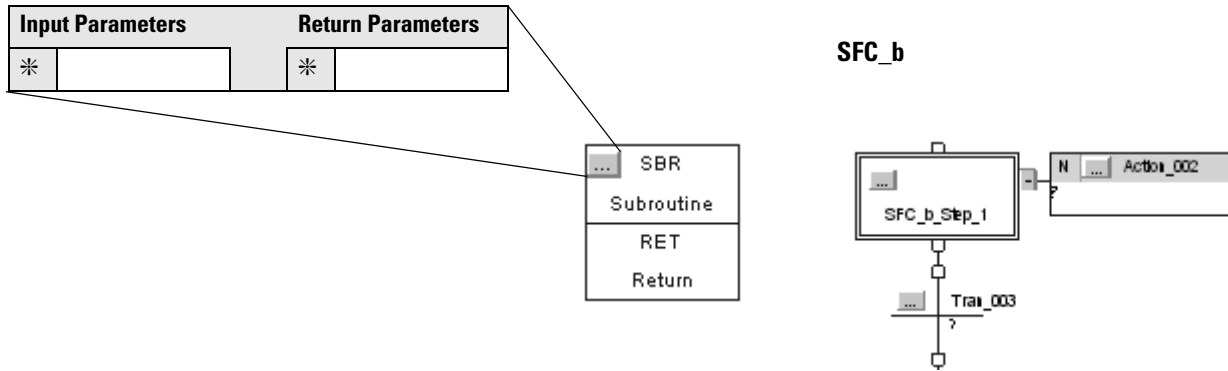 Input Parameters Return Parameters
✳ ✳
SFC_b
... SBR
Subroutine
RET
Return
...
SFC_b_Step_1
N ... Action_002
?
... Tran_003
?